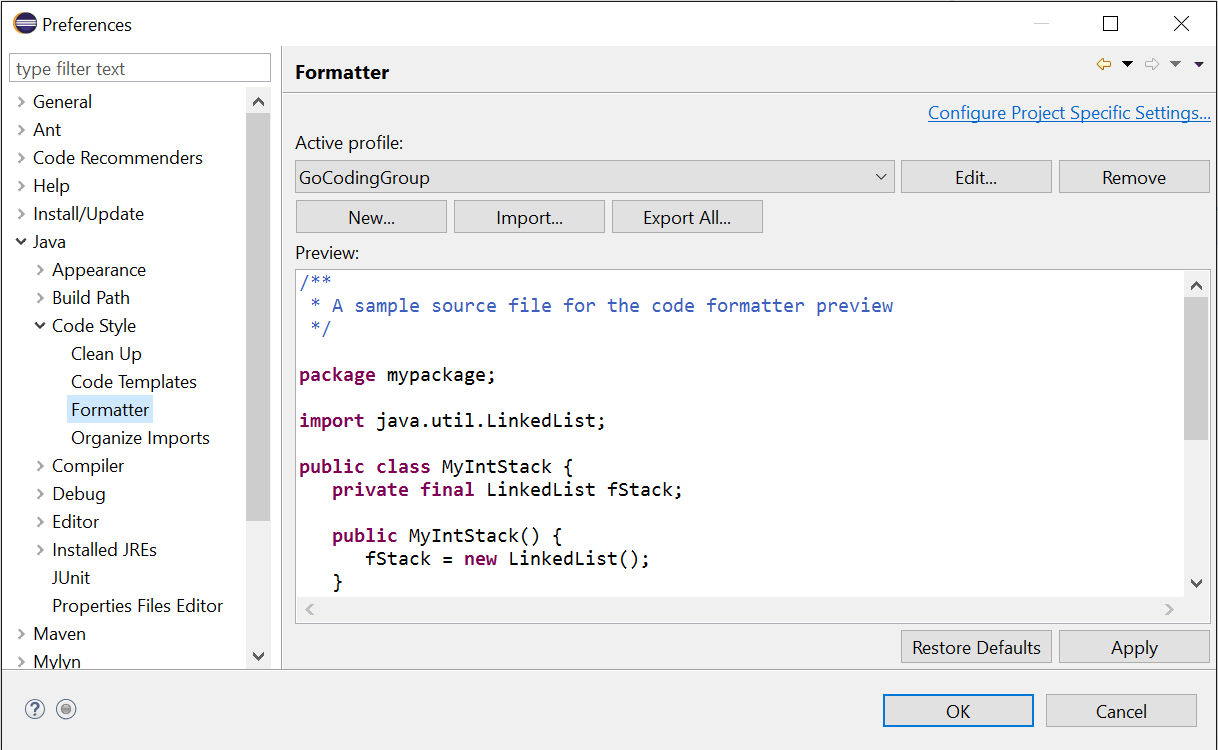 Preferences
type filter text
General
Ant
Code Recommenders
Help
Install/Update
Java
Appearance
Build Path
Code Style
Clean Up
Code Templates
Formatter
Organize Imports
Compiler
Debug
Editor
Installed JREs
JUnit
Properties Files Editor
Maven
Mylyn
Formatter
Configure Project Specific Settings...
Active profile:
GoCodingGroup
Edit...
Remove
New...
Import...
Export All...
Preview:
/**
 * A sample source file for the code formatter preview
 */
package mypackage;
import java.util.LinkedList;
public class MyIntStack {
   private final LinkedList fStack;
   public MyIntStack() {
      fStack = new LinkedList();
   }
Restore Defaults
Apply
?
OK
Cancel